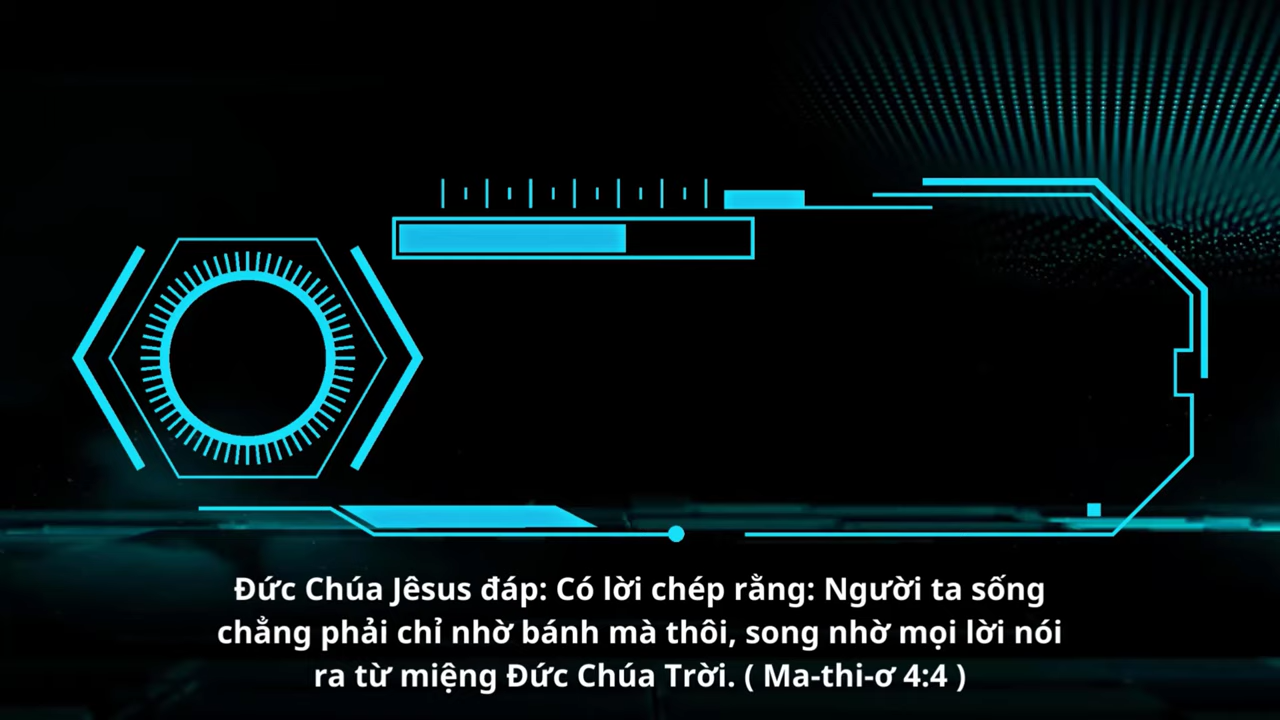 Đức Chúa Jêsus đáp: Có lời chép rằng: Người ta sống
chẳng phải chỉ nhờ bánh mà thôi, song nhờ mọi lời nói
ra từ miệng Đức Chúa Trời. ( Ma-thi-ơ 4:4 )